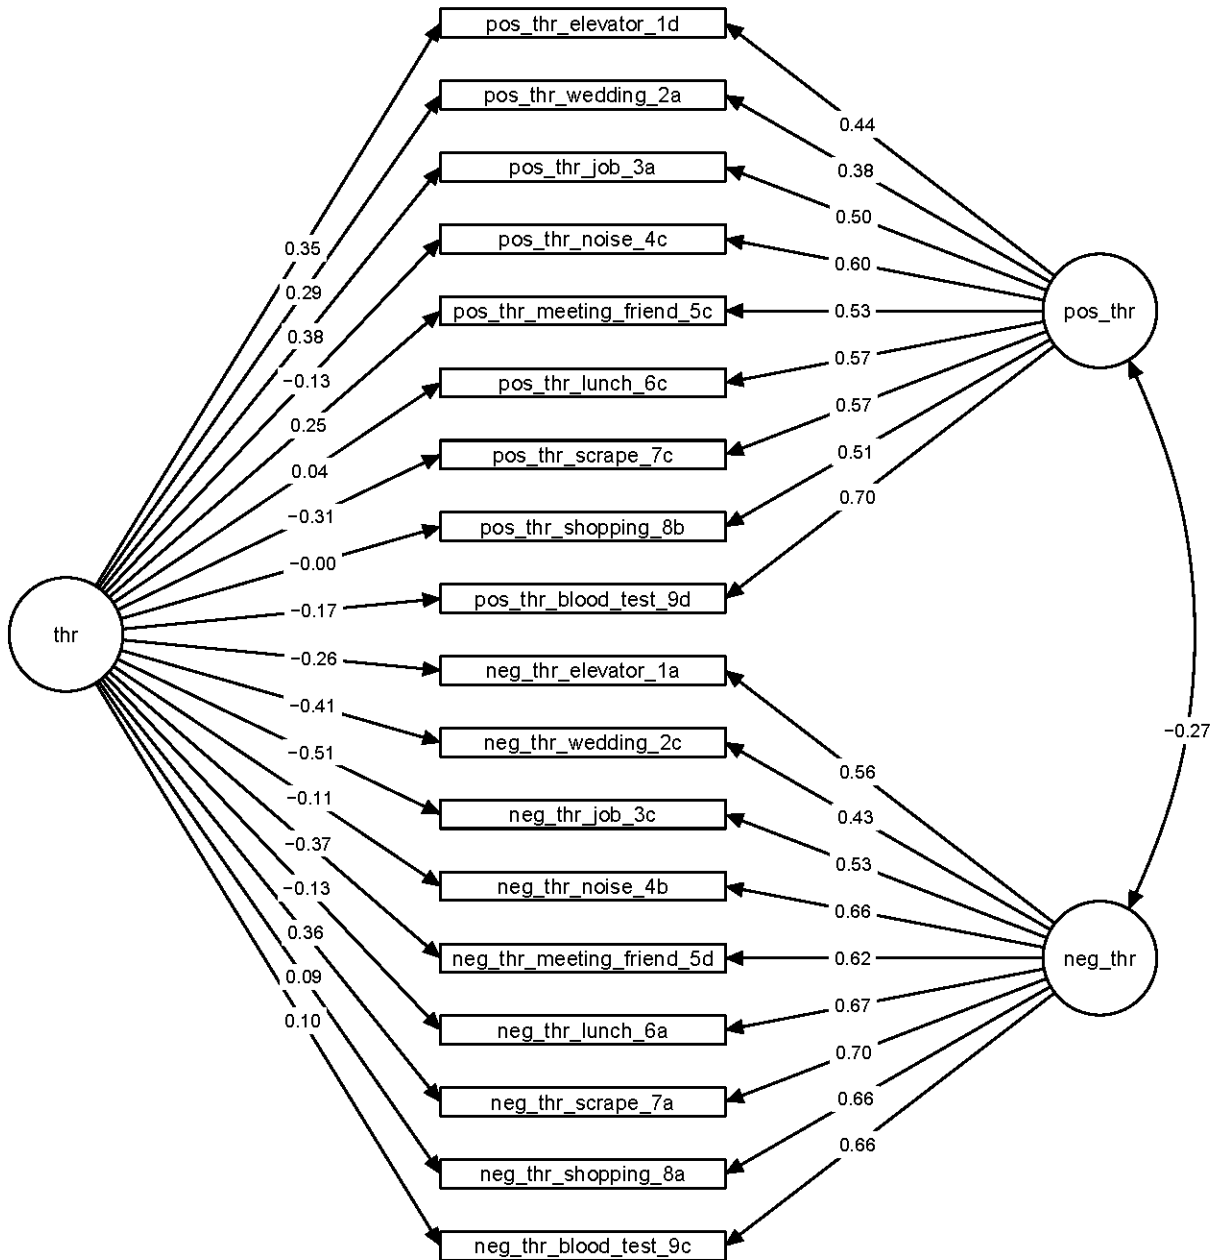 pos_thr_elevator_1d
pos_thr_wedding_2a
0.44
pos_thr_job_3a
0.38
0.50
pos_thr_noise_4c
0.35
0.60
0.29
pos_thr_meeting_friend_5c
0.53
pos_thr
0.38
0.57
−0.13
pos_thr_lunch_6c
0.57
0.25
0.51
pos_thr_scrape_7c
0.04
0.70
−0.31
pos_thr_shopping_8b
−0.00
pos_thr_blood_test_9d
−0.17
thr
−0.26
neg_thr_elevator_1a
−0.41
−0.27
neg_thr_wedding_2c
−0.51
0.56
−0.11
neg_thr_job_3c
0.43
−0.37
0.53
neg_thr_noise_4b
−0.13
0.66
0.36
neg_thr_meeting_friend_5d
0.62
neg_thr
0.09
0.67
0.10
neg_thr_lunch_6a
0.70
neg_thr_scrape_7a
0.66
0.66
neg_thr_shopping_8a
neg_thr_blood_test_9c